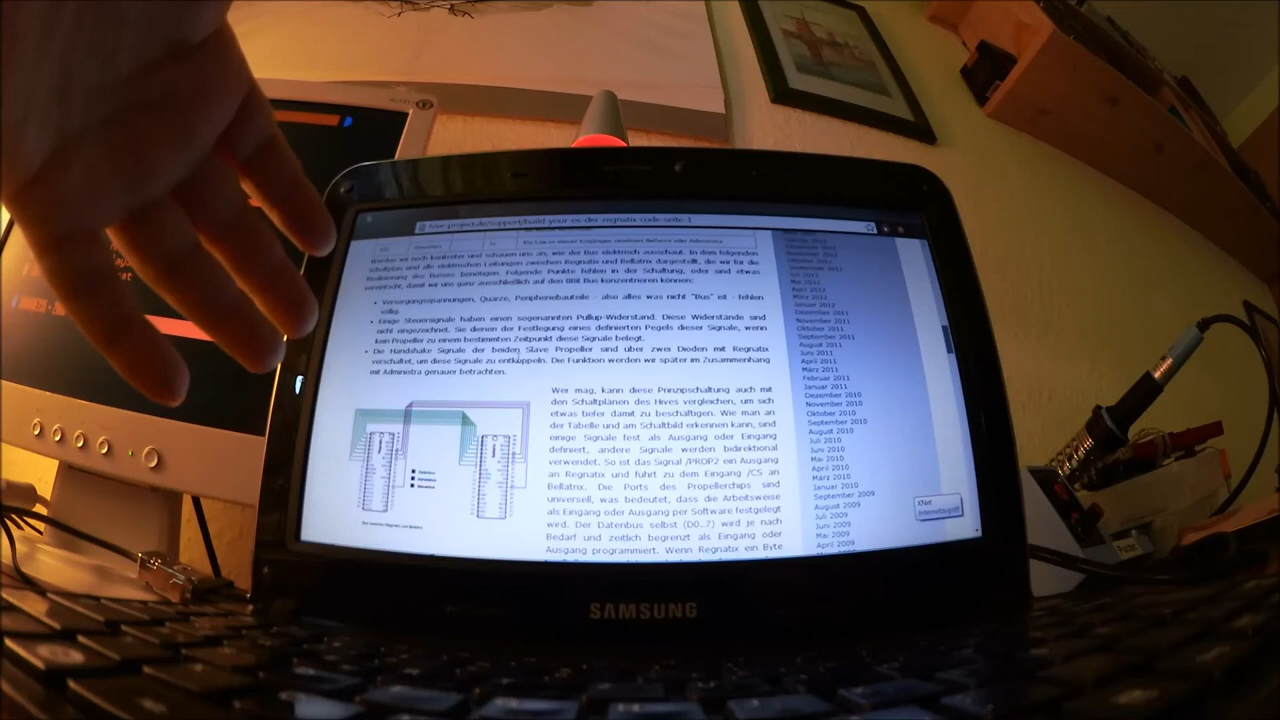 hive-project.de/support/build-your-os-der-regnatix-code-seite-1
Werden wir noch konkreter und schauen uns an, wie der Bus elektrisch ausschaut. In dem folgenden
Schaltplan sind alle elektrischen Leitungen zwischen Regnatix und Bellatrix dargestellt, die wir für die
Realisierung des Busses benötigen. Folgende Punkte fehlen in der Schaltung, oder sind etwas
vereinfacht, damit wir uns ganz ausschließlich auf den 8Bit Bus konzentrieren können:
• Versorgungsspannungen, Quarze, Peripheriebauteile - also alles was nicht "Bus" ist - fehlen
völlig.
• Einige Steuersignale haben einen sogenannten Pullup-Widerstand. Diese Widerstände sind
nicht eingezeichnet. Sie dienen der Festlegung eines definierten Pegels dieser Signale, wenn
kein Propeller zu einem bestimmten Zeitpunkt diese Signale belegt.
• Die Handshake Signale der beiden Slave Propeller sind über zwei Dioden mit Regnatix
verschaltet, um diese Signale zu entkoppeln. Die Funktion werden wir später im Zusammenhang
mit Administra genauer betrachten.
Wer mag, kann diese Prinzipschaltung auch mit
den Schaltplänen des Hives vergleichen, um sich
etwas tiefer damit zu beschäftigen. Wie man an
der Tabelle und am Schaltbild erkennen kann, sind
einige Signale fest als Ausgang oder Eingang
definiert, andere Signale werden bidirektional
verwendet. So ist das Signal /PROP2 ein Ausgang
an Regnatix und führt zu dem Eingang /CS an
Bellatrix. Die Ports des Propellerchips sind
universell, was bedeutet, dass die Arbeitsweise
als Eingang oder Ausgang per Software festgelegt
wird. Der Datenbus selbst (D0..7) wird je nach
Bedarf und zeitlich begrenzt als Eingang oder
Ausgang programmiert. Wenn Regnatix ein Byte
Oktober 2012
September 2012
Juli 2012
Juni 2012
Mai 2012
April 2012
März 2012
Januar 2012
Dezember 2011
November 2011
Oktober 2011
September 2011
August 2011
Juni 2011
April 2011
März 2011
Februar 2011
Januar 2011
Dezember 2010
November 2010
Oktober 2010
September 2010
August 2010
Juli 2010
Juni 2010
Mai 2010
April 2010
März 2010
Januar 2010
September 2009
August 2009
Juli 2009
Juni 2009
Mai 2009
April 2009
XNet
Internetzugriff
SAMSUNG